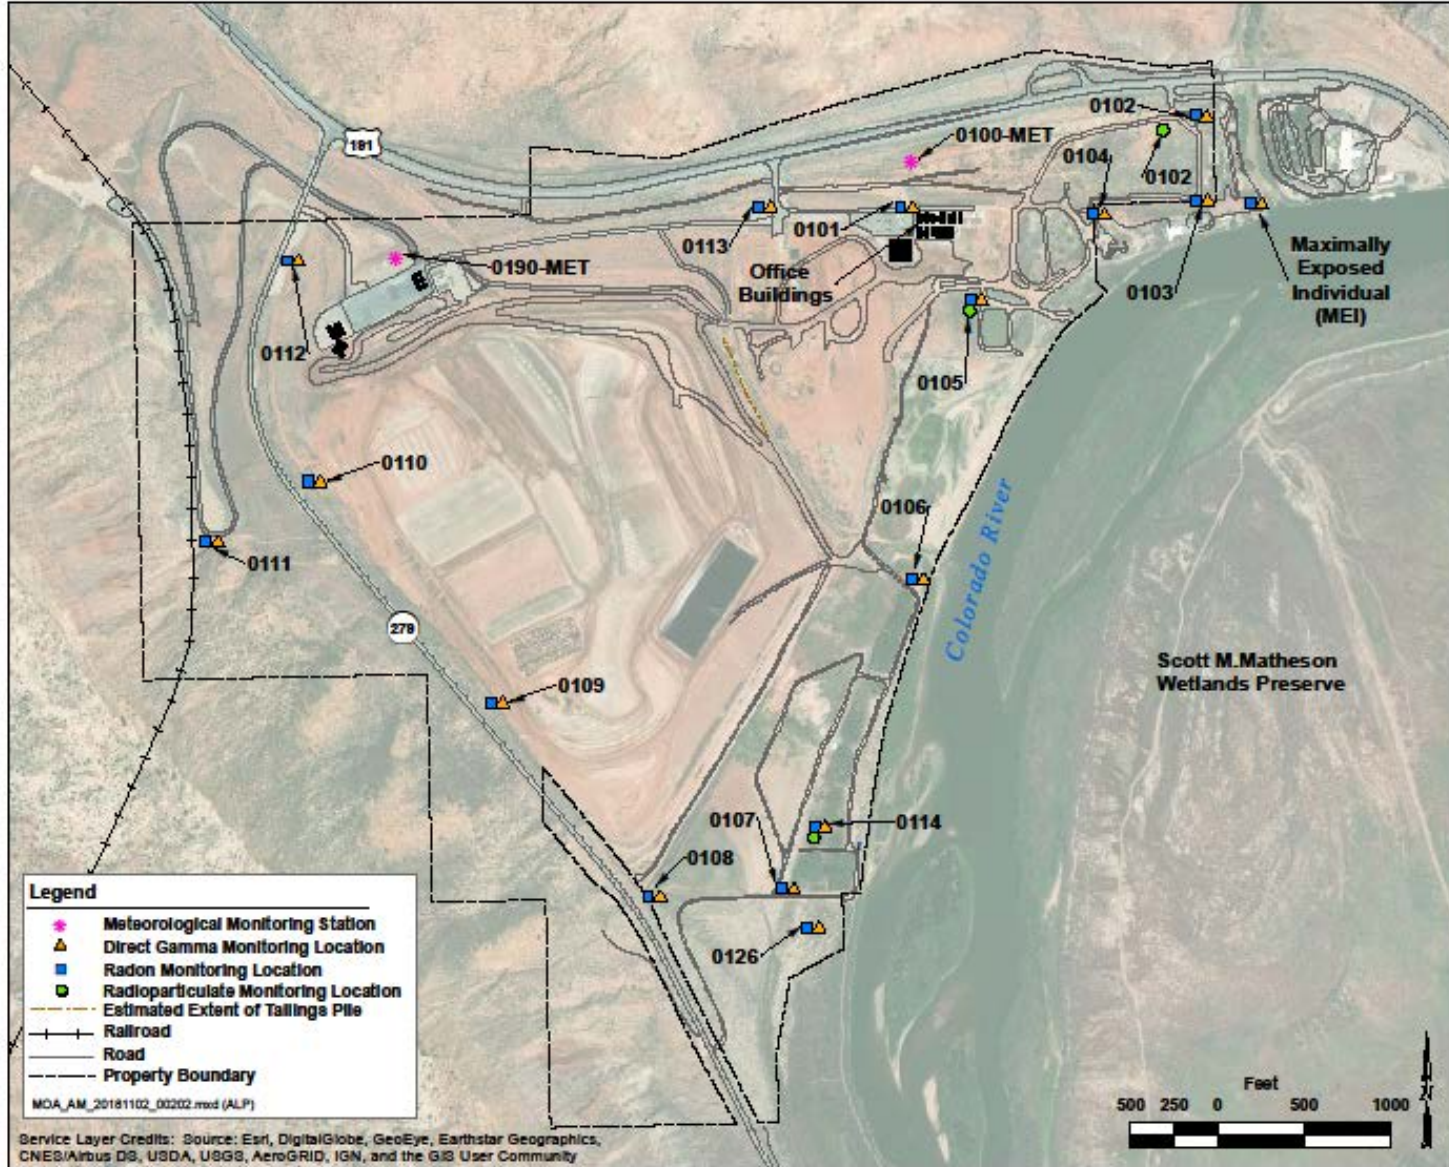 0102
0100-MET
191
0104
0102
0113
0101
0190-MET
Office
Buildings
0103
Maximally
Exposed
Individual
(MEI)
0112
0105
0110
0106
0111
Colorado River
279
Scott M.Matheson
Wetlands Preserve
0109
0107
0114
0108
0126
Legend
Meteorological Monitoring Station
Direct Gamma Monitoring Location
Radon Monitoring Location
Radioparticulate Monitoring Location
Estimated Extent of Tailings Pile
Railroad
Road
Property Boundary
MOA_AM_20181102_00202.mxd (ALP)
Feet
500 250 0 500 1000
Service Layer Credits: Source: Esri, DigitalGlobe, GeoEye, Earthstar Geographics,
CNES/Airbus DS, USDA, USGS, AeroGRID, IGN, and the GIS User Community